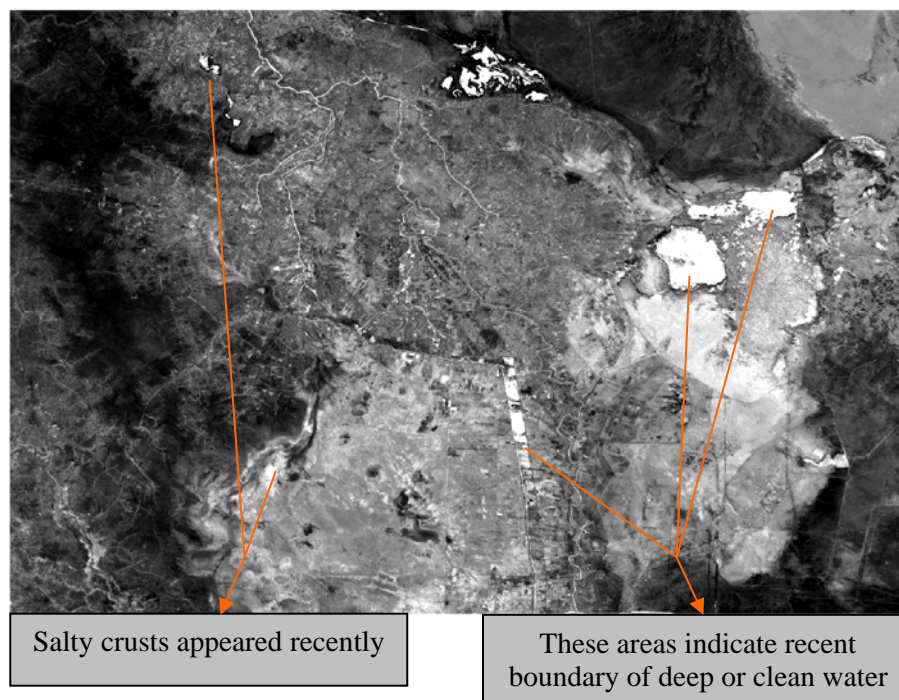 Salty crusts appeared recently
These areas indicate recent
boundary of deep or clean water